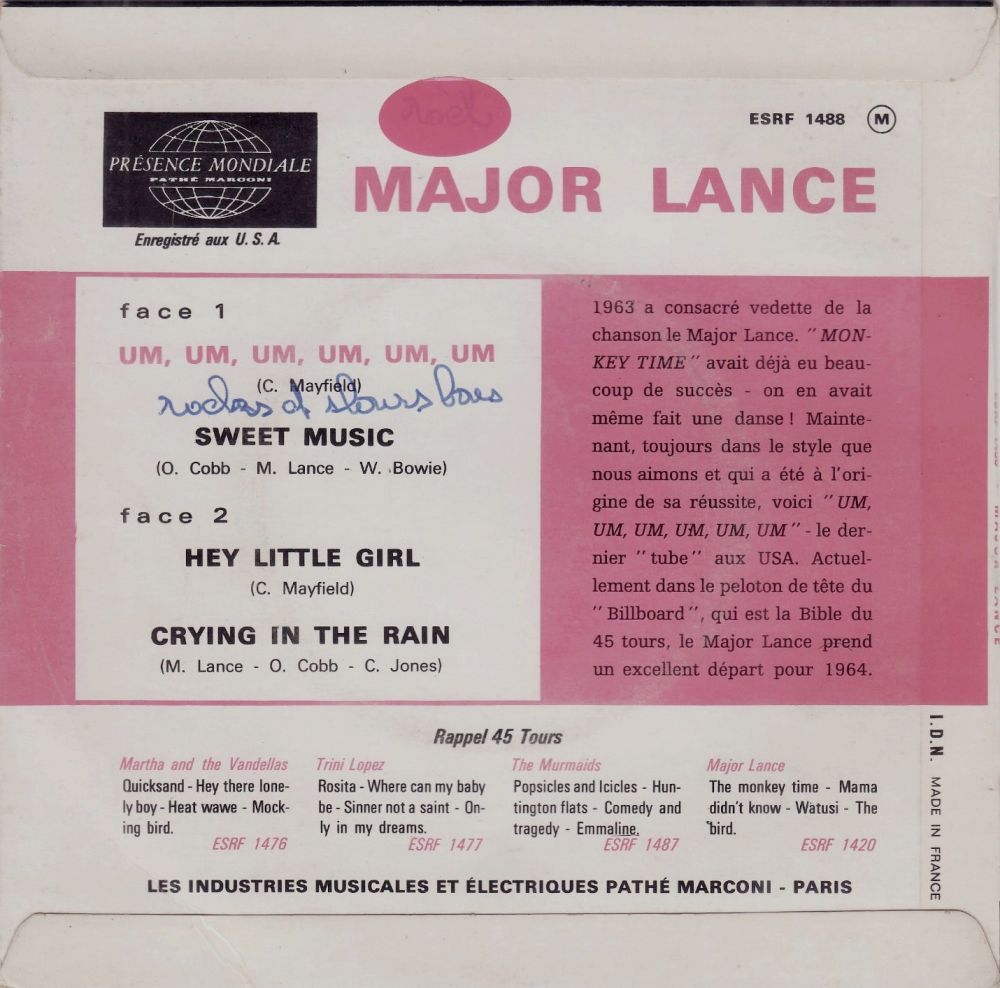 PRÉSENCE MONDIALE
PATHÉ MARCONI
Enregistré aux U.S.A.
ESRF 1488 M
MAJOR LANCE
face 1
UM, UM, UM, UM, UM, UM
(C. Mayfield)
SWEET MUSIC
(O. Cobb - M. Lance - W. Bowie)
face 2
HEY LITTLE GIRL
(C. Mayfield)
CRYING IN THE RAIN
(M. Lance - O. Cobb - C. Jones)
1963 a consacré vedette de la
chanson le Major Lance. "MON-
KEY TIME" avait déjà eu beau-
coup de succès - on en avait
même fait une danse! Mainte-
nant, toujours dans le style que
nous aimons et qui a été à l'ori-
gine de sa réussite, voici "UM,
UM, UM, UM, UM, UM" - le der-
nier "tube" aux USA. Actuel-
lement dans le peloton de tête du
"Billboard", qui est la Bible du
45 tours, le Major Lance prend
un excellent départ pour 1964.
Rappel 45 Tours
Martha and the Vandellas
Quicksand - Hey there lone-
ly boy - Heat wawe - Mock-
ing bird.
ESRF 1476
Trini Lopez
Rosita - Where can my baby
be - Sinner not a saint - On-
ly in my dreams.
ESRF 1477
The Murmaids
Popsicles and Icicles - Hun-
tington flats - Comedy and
tragedy - Emmaline.
ESRF 1487
Major Lance
The monkey time - Mama
didn't know - Watusi - The
bird.
ESRF 1420
LES INDUSTRIES MUSICALES ET ÉLECTRIQUES PATHÉ MARCONI - PARIS
I.D.N. MADE IN FRANCE